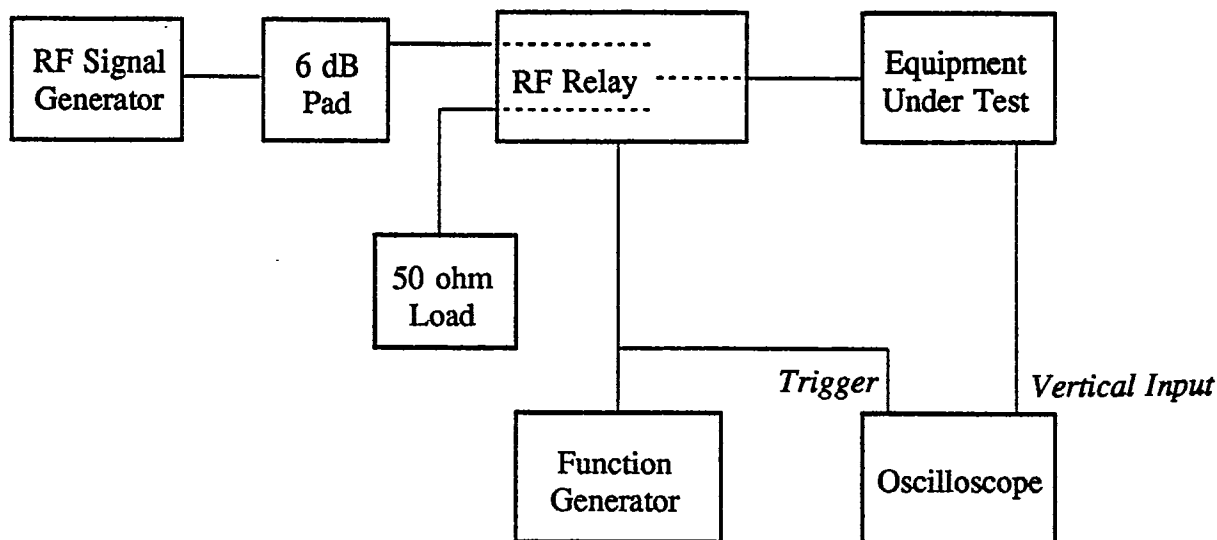 RF Signal
Generator
6 dB
Pad
RF Relay
Equipment
Under Test
50 ohm
Load
Trigger
Vertical Input
Function
Generator
Oscilloscope